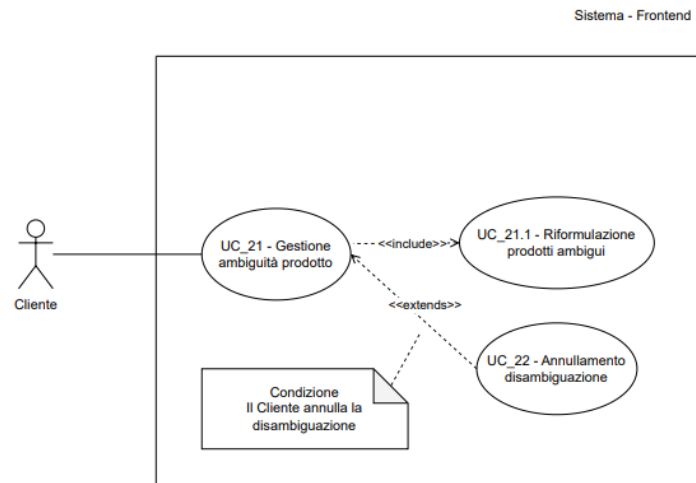 Sistema - Frontend
UC_21 - Gestione
ambiguità prodotto
<<include>>
UC_21.1 - Riformulazione
prodotti ambigui
Cliente
<<extends>>
UC_22 - Annullamento
disambiguazione
Condizione
Il Cliente annulla la
disambiguazione